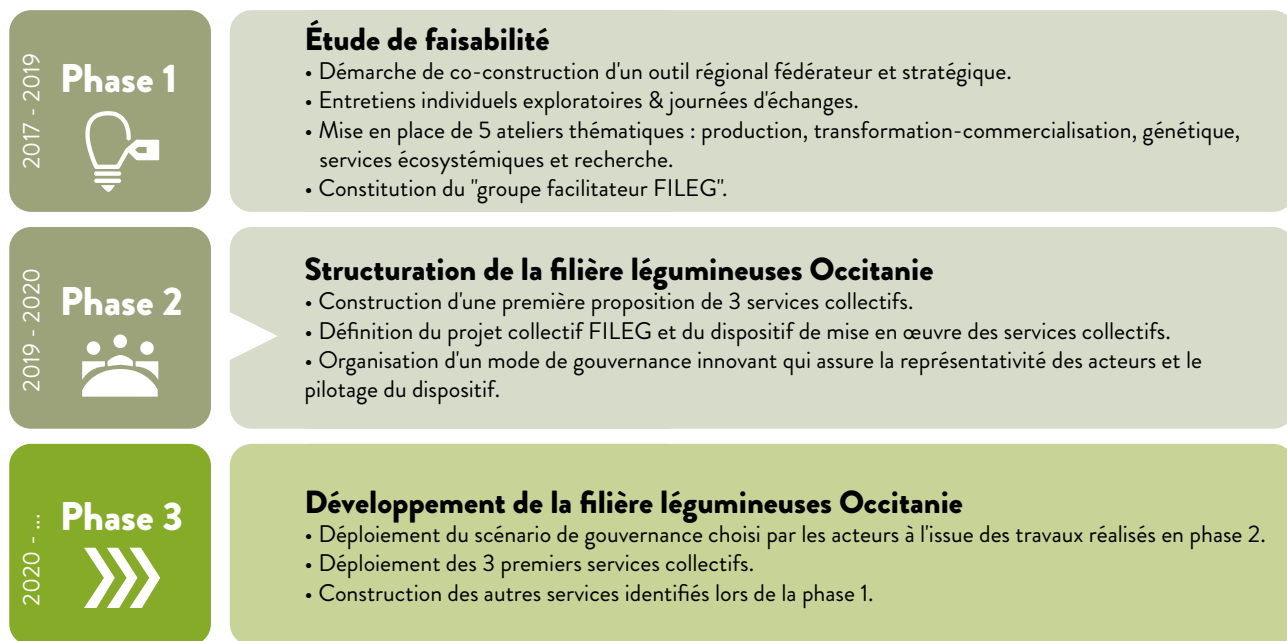 2017 - 2019
Phase 1
Étude de faisabilité
• Démarche de co-construction d'un outil régional fédérateur et stratégique.
• Entretiens individuels exploratoires & journées d'échanges.
• Mise en place de 5 ateliers thématiques : production, transformation-commercialisation, génétique,
services écosystémiques et recherche.
• Constitution du "groupe facilitateur FILEG".
2019 - 2020
Phase 2
Structuration de la filière légumineuses Occitanie
• Construction d'une première proposition de 3 services collectifs.
• Définition du projet collectif FILEG et du dispositif de mise en œuvre des services collectifs.
• Organisation d'un mode de gouvernance innovant qui assure la représentativité des acteurs et le
pilotage du dispositif.
2020 - ...
Phase 3
Développement de la filière légumineuses Occitanie
• Déploiement du scénario de gouvernance choisi par les acteurs à l'issue des travaux réalisés en phase 2.
• Déploiement des 3 premiers services collectifs.
• Construction des autres services identifiés lors de la phase 1.